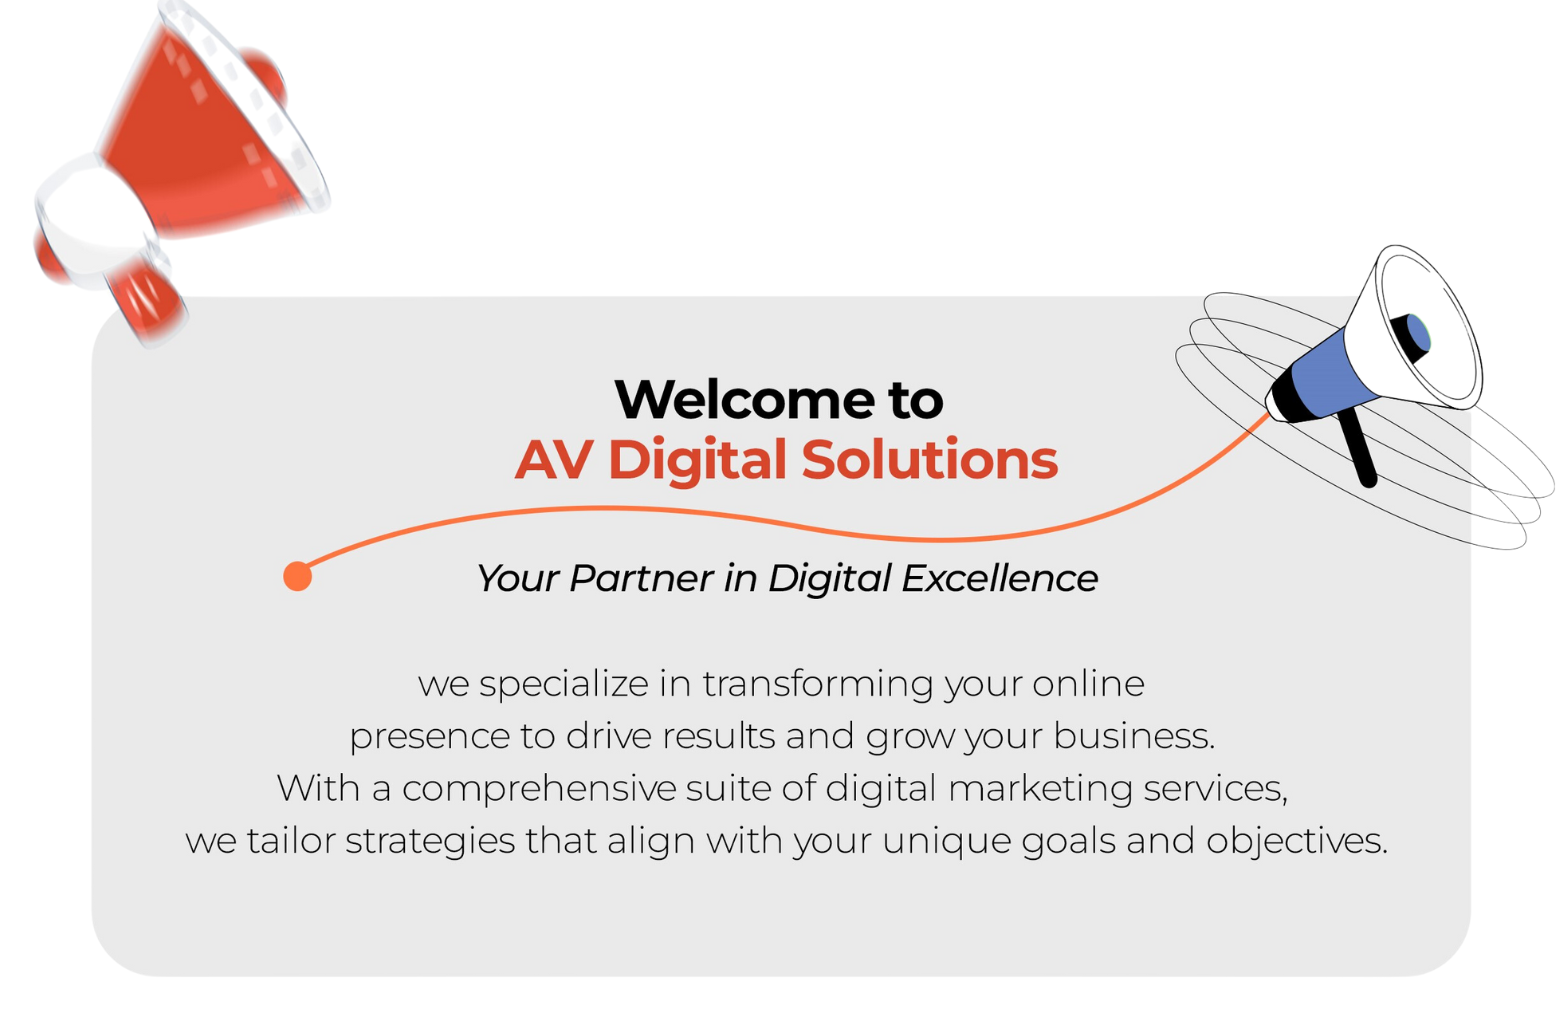 Welcome to
AV Digital Solutions
Your Partner in Digital Excellence
we specialize in transforming your online
presence to drive results and grow your business.
With a comprehensive suite of digital marketing services,
we tailor strategies that align with your unique goals and objectives.